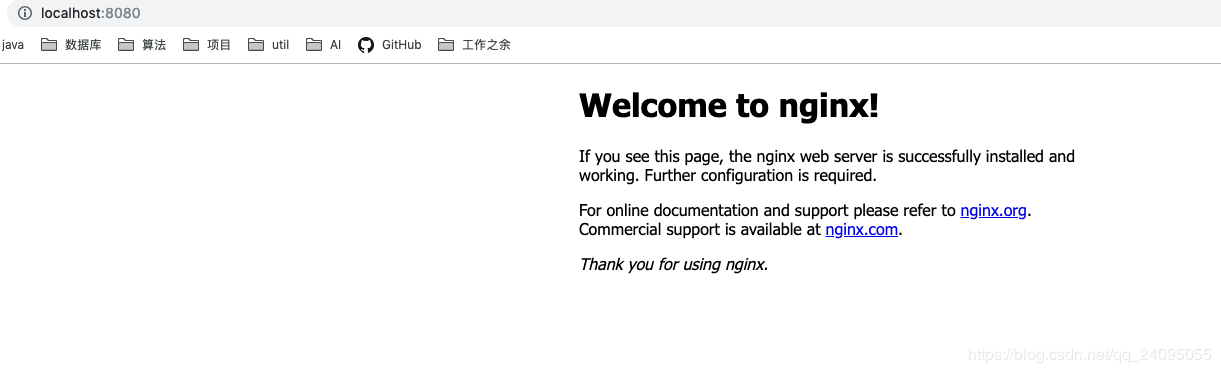 localhost:8080
java 数据库 算法 项目 util AI GitHub 工作之余
Welcome to nginx!
If you see this page, the nginx web server is successfully installed and
working. Further configuration is required.
For online documentation and support please refer to nginx.org.
Commercial support is available at nginx.com.
Thank you for using nginx.
https://blog.csdn.net/qq_24095055